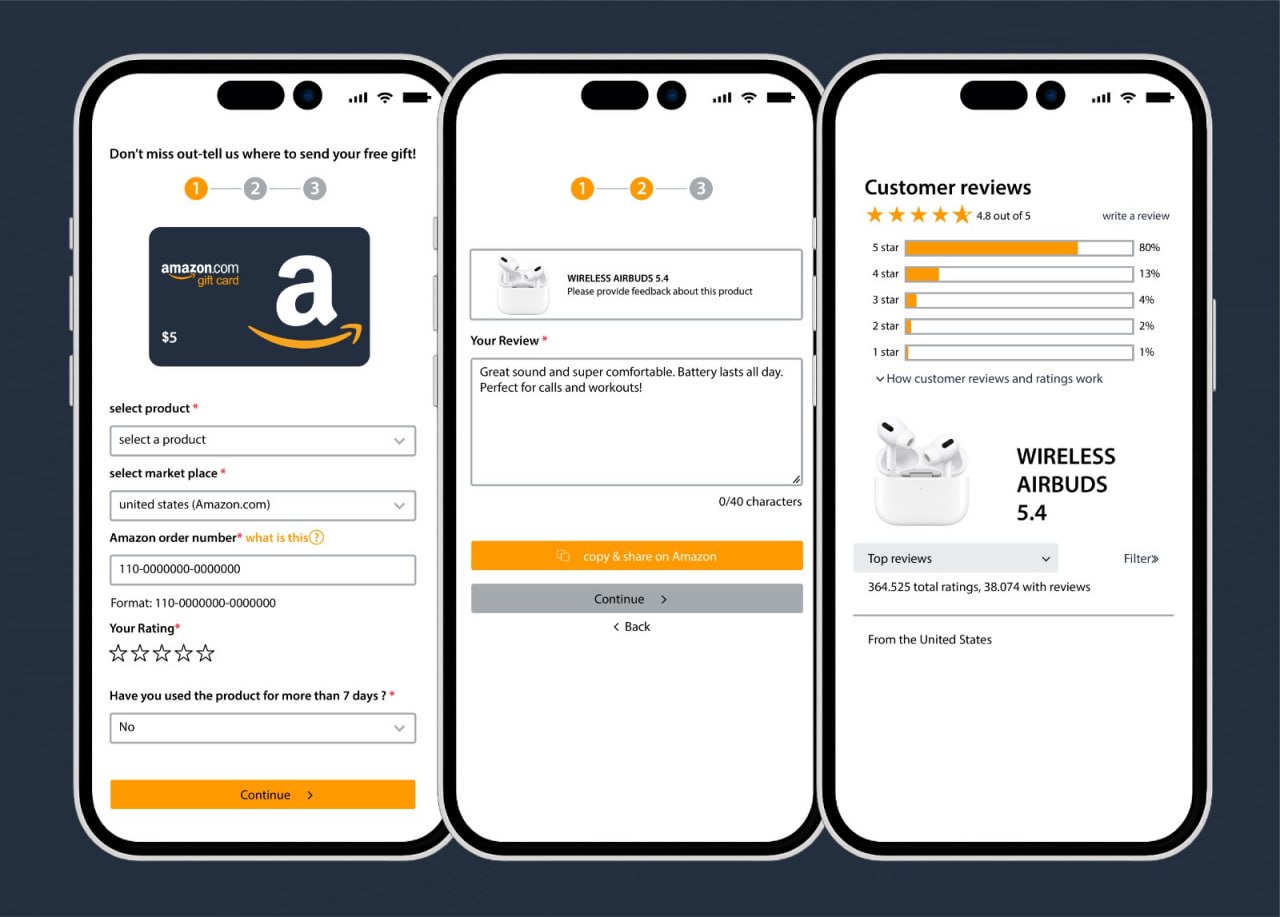 Don't miss out-tell us where to send your free gift!
1
2
3
amazon.com
gift card
a
$5
select product *
select a product
select market place *
united states (Amazon.com)
Amazon order number* what is this?
110-0000000-0000000
Format: 110-0000000-0000000
Your Rating*
Have you used the product for more than 7 days ? *
No
Continue >
1
2
3
WIRELESS AIRBUDS 5.4
Please provide feedback about this product
Your Review *
Great sound and super comfortable. Battery lasts all day.
Perfect for calls and workouts!
0/40 characters
copy & share on Amazon
Continue >
< Back
Customer reviews
4.8 out of 5
write a review
5 star 80%
4 star 13%
3 star 4%
2 star 2%
1 star 1%
How customer reviews and ratings work
WIRELESS
AIRBUDS
5.4
Top reviews
Filter»
364.525 total ratings, 38.074 with reviews
From the United States